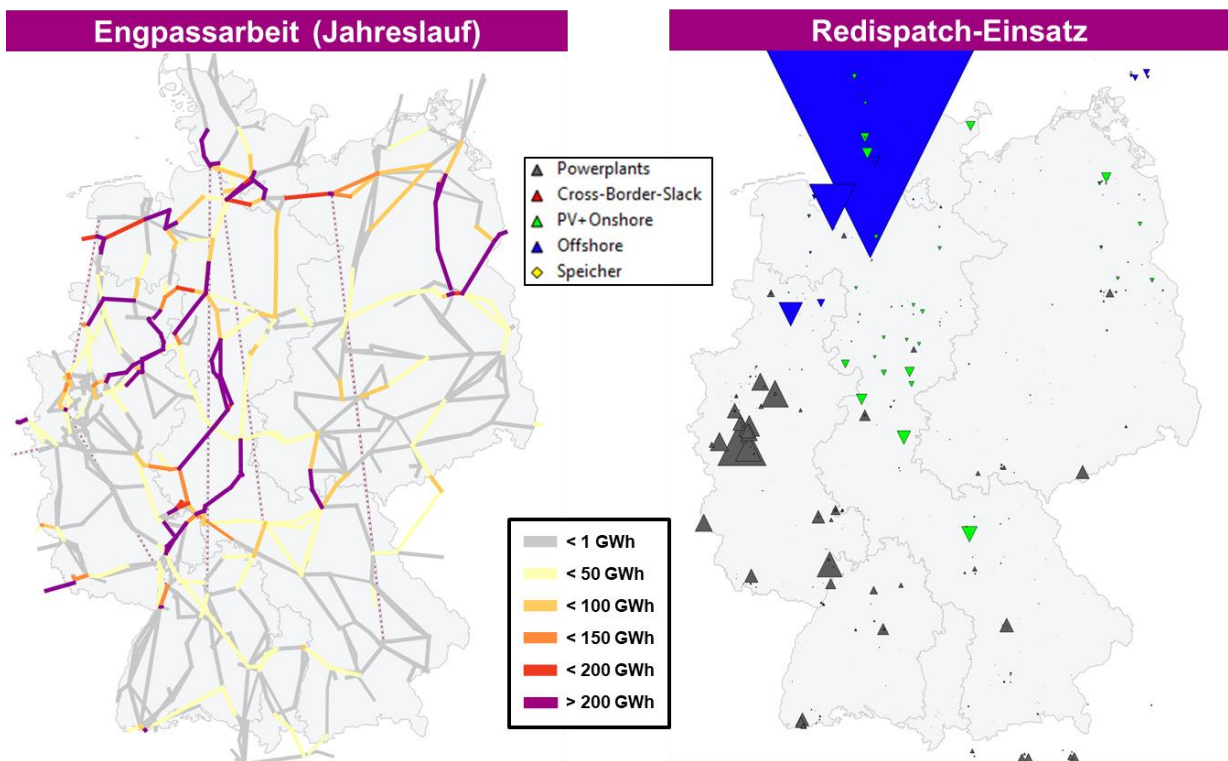 Engpassarbeit (Jahreslauf)
Redispatch-Einsatz
Powerplants
Cross-Border-Slack
PV+Onshore
Offshore
Speicher
< 1 GWh
< 50 GWh
< 100 GWh
< 150 GWh
< 200 GWh
> 200 GWh